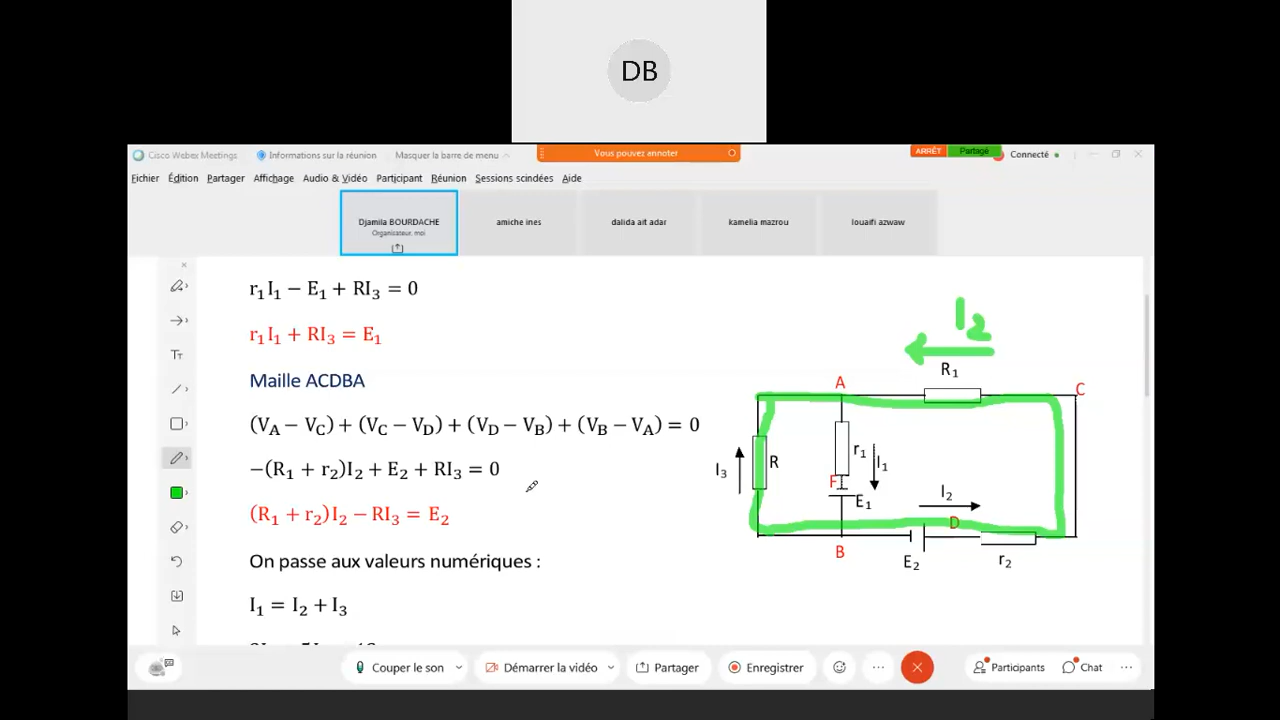 DB
Cisco Webex Meetings
Informations sur la réunion
Masquer la barre de menu
Vous pouvez annoter
ARRÊT
Partagé
Connecté
Fichier Édition Partager Affichage Audio & Vidéo Participant Réunion Sessions scindées Aide
Djamila BOURDACHE
Organisateur, moi
amiche ines
dalida ait adar
kamelia mazrou
louaifi azwaw
r₁I₁ − E₁ + RI₃ = 0
r₁I₁ + RI₃ = E₁
Maille ACDBA
(V_A − V_C) + (V_C − V_D) + (V_D − V_B) + (V_B − V_A) = 0
−(R₁ + r₂)I₂ + E₂ + RI₃ = 0
(R₁ + r₂)I₂ − RI₃ = E₂
On passe aux valeurs numériques :
I₁ = I₂ + I₃
I₂
R₁
A
C
r₁
I₁
I₃
R
F
E₁
I₂
D
B
E₂
r₂
Tт
Couper le son
Démarrer la vidéo
Partager
Enregistrer
Participants
Chat